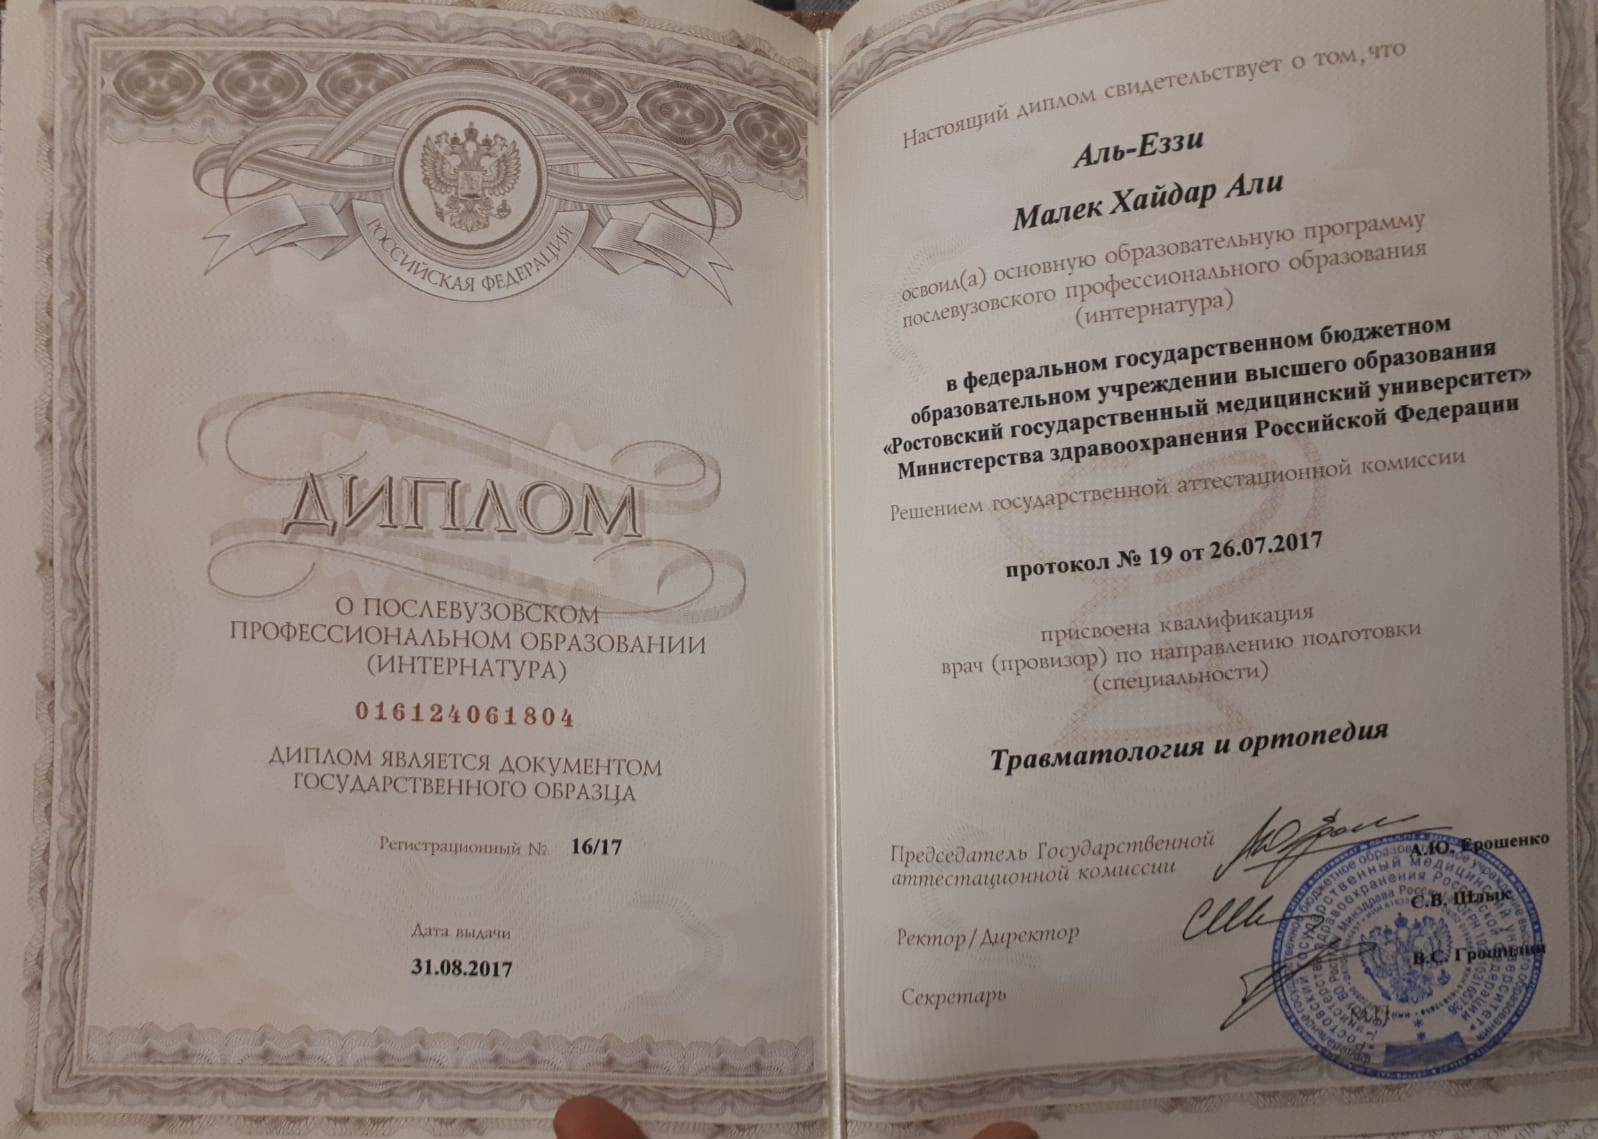 РОССИЙСКАЯ ФЕДЕРАЦИЯ
ДИПЛОМ
О ПОСЛЕВУЗОВСКОМ
ПРОФЕССИОНАЛЬНОМ ОБРАЗОВАНИИ
(ИНТЕРНАТУРА)
016124061804
ДИПЛОМ ЯВЛЯЕТСЯ ДОКУМЕНТОМ
ГОСУДАРСТВЕННОГО ОБРАЗЦА
Регистрационный № 16/17
Дата выдачи
31.08.2017
Настоящий диплом свидетельствует о том, что
Аль-Еззи
Малек Хайдар Али
освоил(а) основную образовательную программу
послевузовского профессионального образования
(интернатура)
в федеральном государственном бюджетном
образовательном учреждении высшего образования
«Ростовский государственный медицинский университет»
Министерства здравоохранения Российской Федерации
Решением государственной аттестационной комиссии
протокол № 19 от 26.07.2017
присвоена квалификация
врач (провизор) по направлению подготовки
(специальности)
Травматология и ортопедия
Председатель Государственной
аттестационной комиссии
А.Ю. Ерошенко
Ректор/Директор
С.В. Шлык
Секретарь
В.С. Грошилин